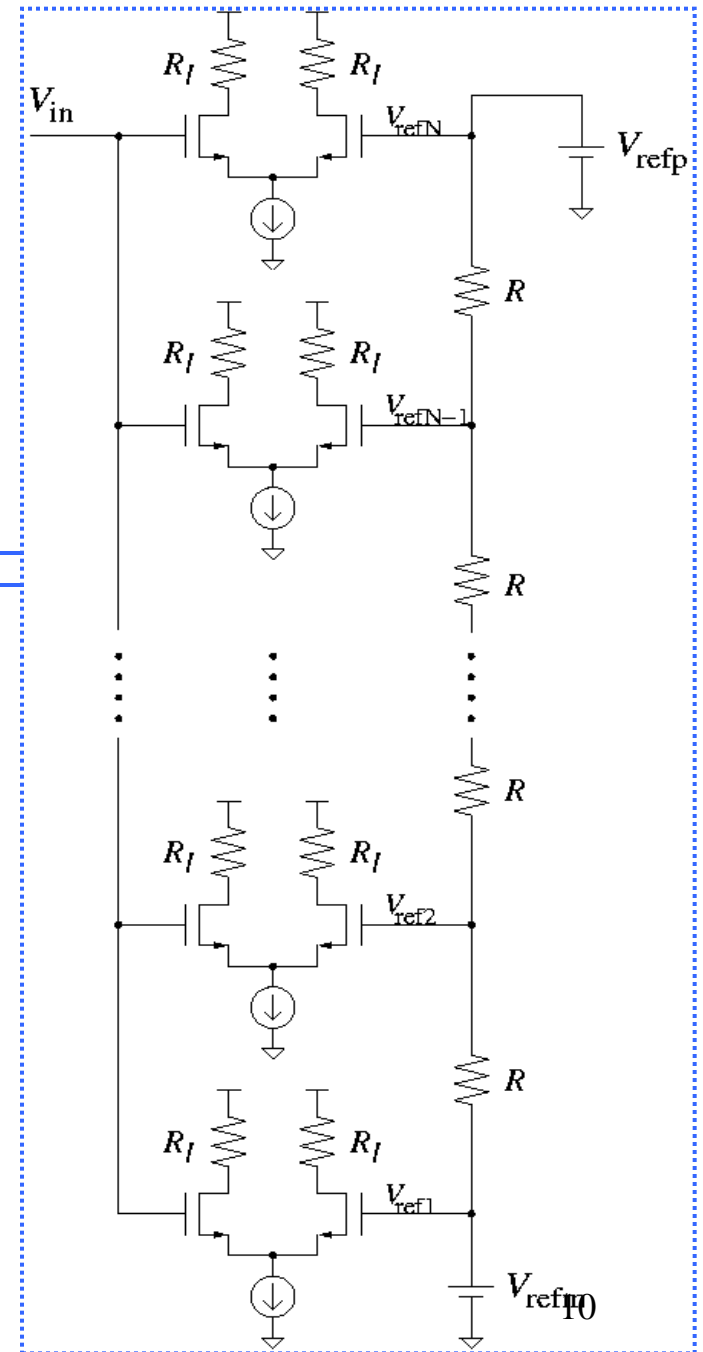 R_l R_l
V_in V_refN V_refp
R
R_l R_l
V_refN-1
R
R
R_l R_l
V_ref2
R
R_l R_l
V_ref1
V_refm
10